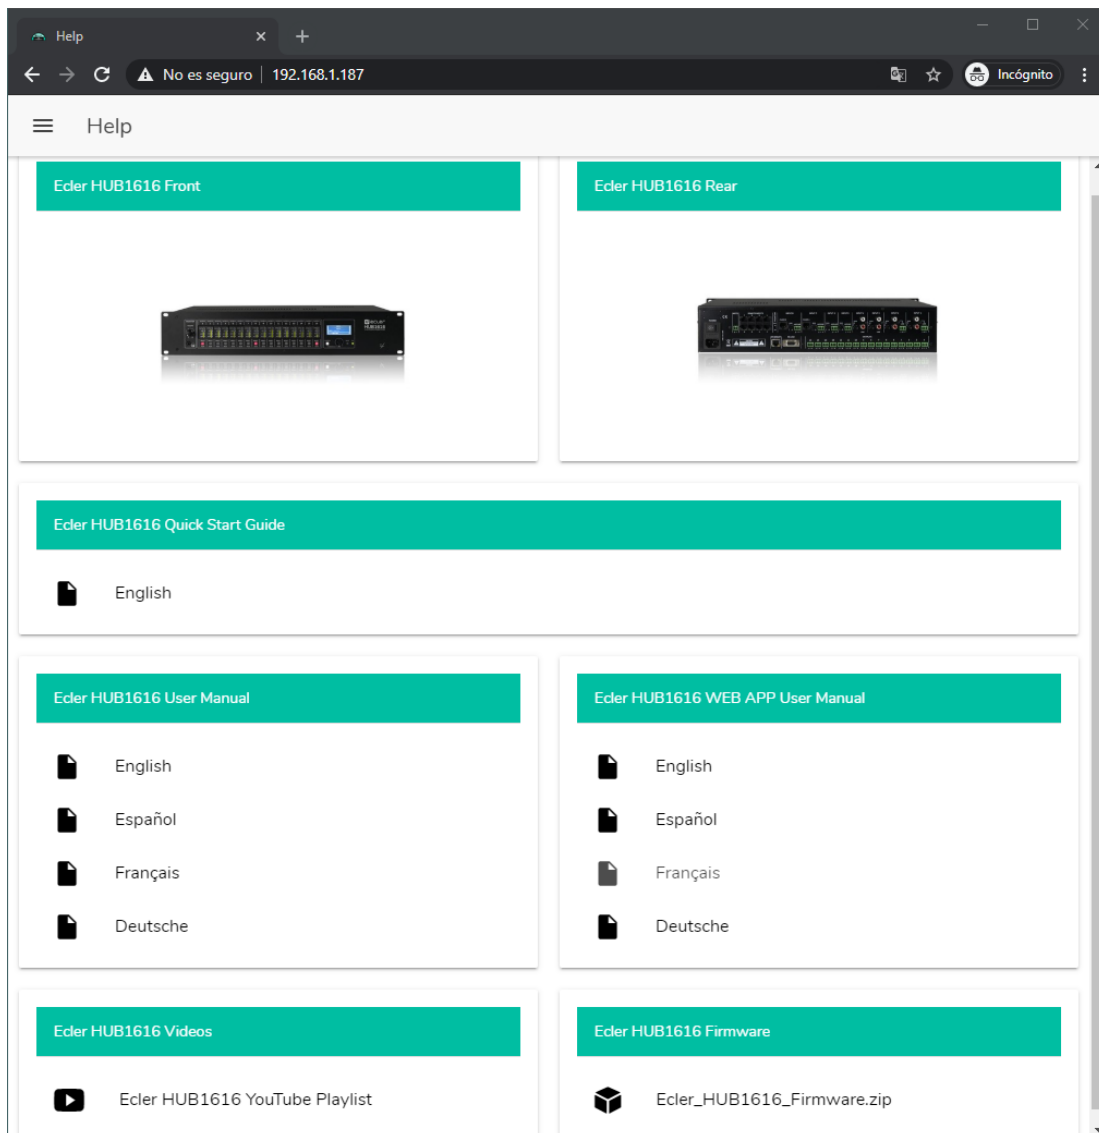 Help
No es seguro
192.168.1.187
Incógnito
Help
Ecler HUB1616 Front
Ecler HUB1616 Rear
ecler
HUB1616
Ecler HUB1616 Quick Start Guide
English
Ecler HUB1616 User Manual
English
Español
Français
Deutsche
Ecler HUB1616 WEB APP User Manual
English
Español
Français
Deutsche
Ecler HUB1616 Videos
Ecler HUB1616 YouTube Playlist
Ecler HUB1616 Firmware
Ecler_HUB1616_Firmware.zip